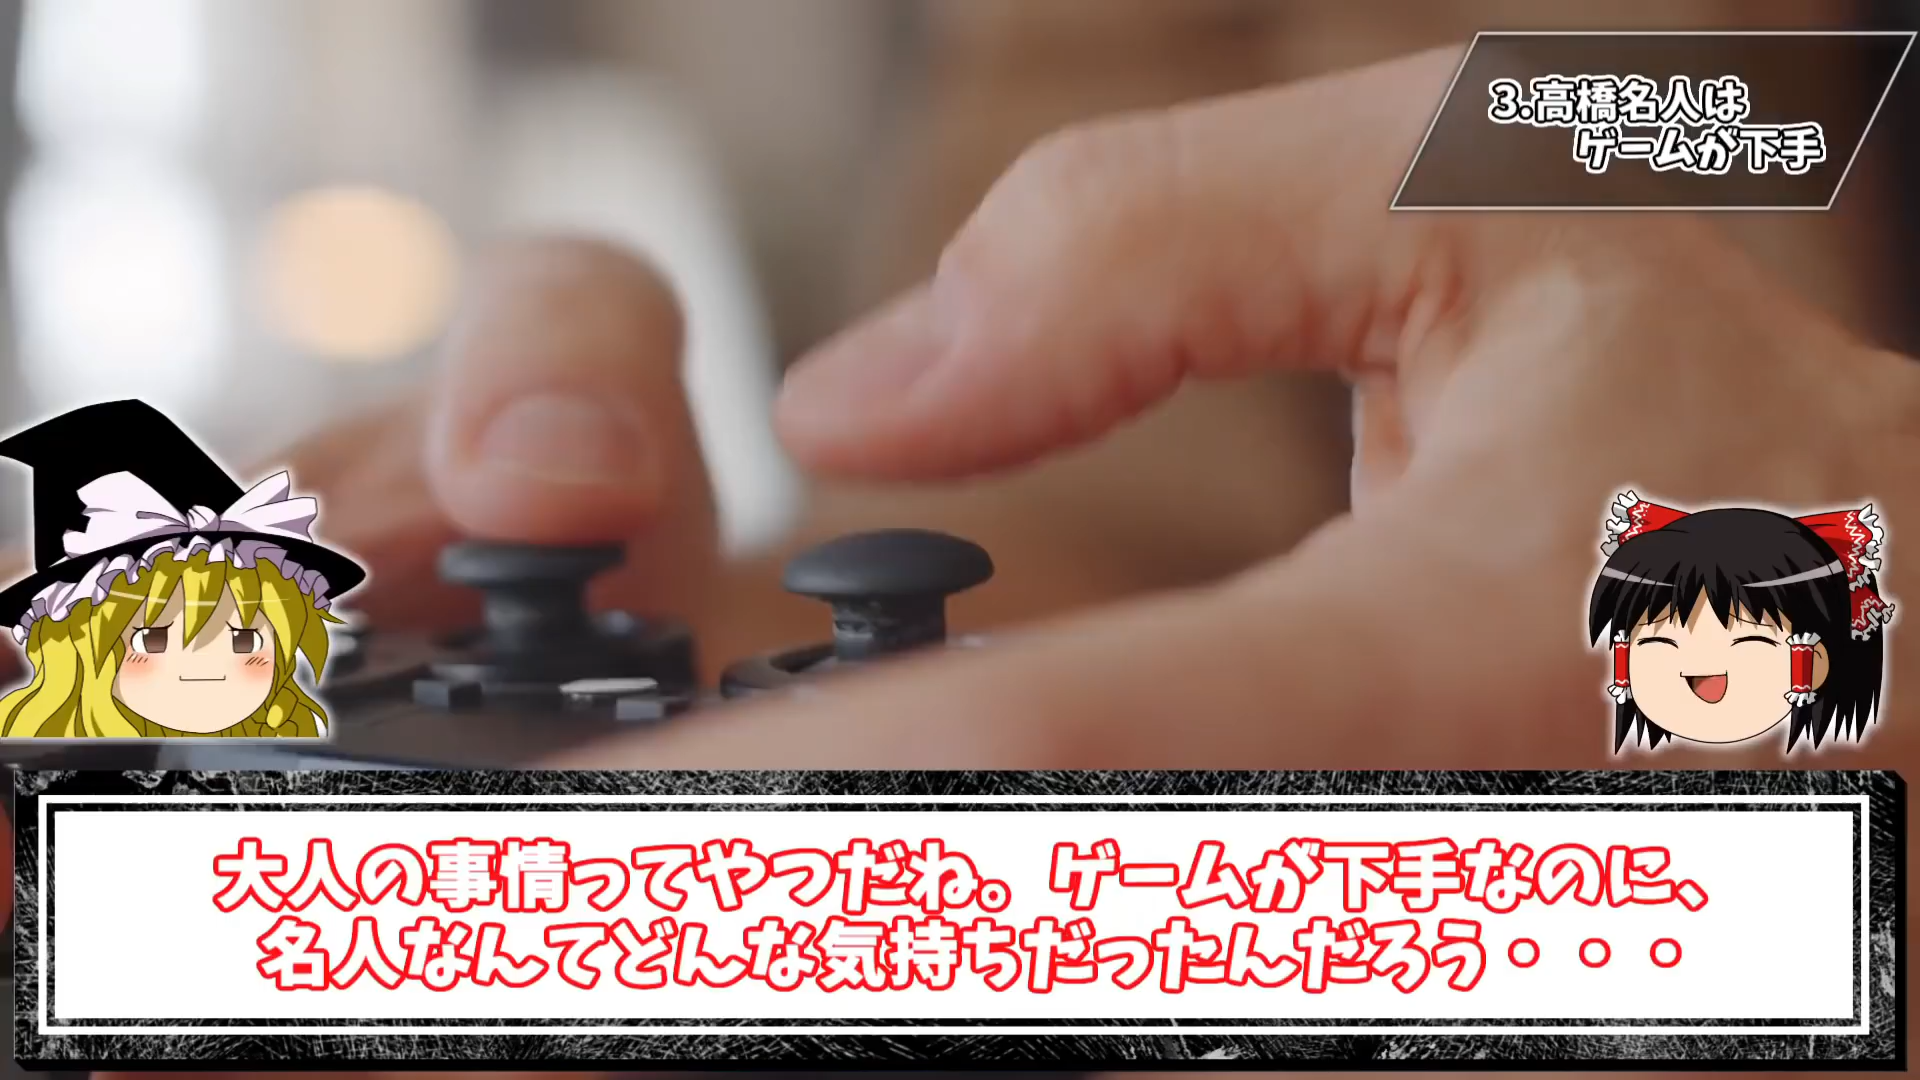 3.高橋名人は
ゲームが下手
大人の事情ってやつだね。ゲームが下手なのに、
名人なんてどんな気持ちだったんだろう・・・